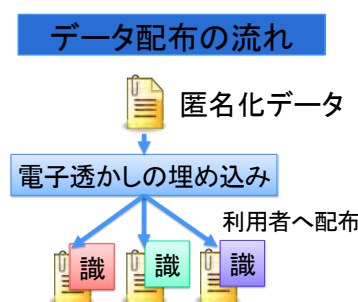 データ配布の流れ
匿名化データ
電子透かしの埋め込み
利用者へ配布
識
識
識